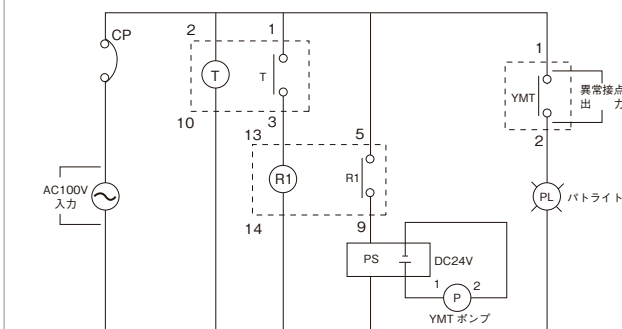 CP
2
1
T
T
10
3
13
5
R1
R1
14
9
AC100V
入力
PS
DC24V
1
2
P
YMT ポンプ
1
YMT
2
異常接点
出 力
PL
パトライト